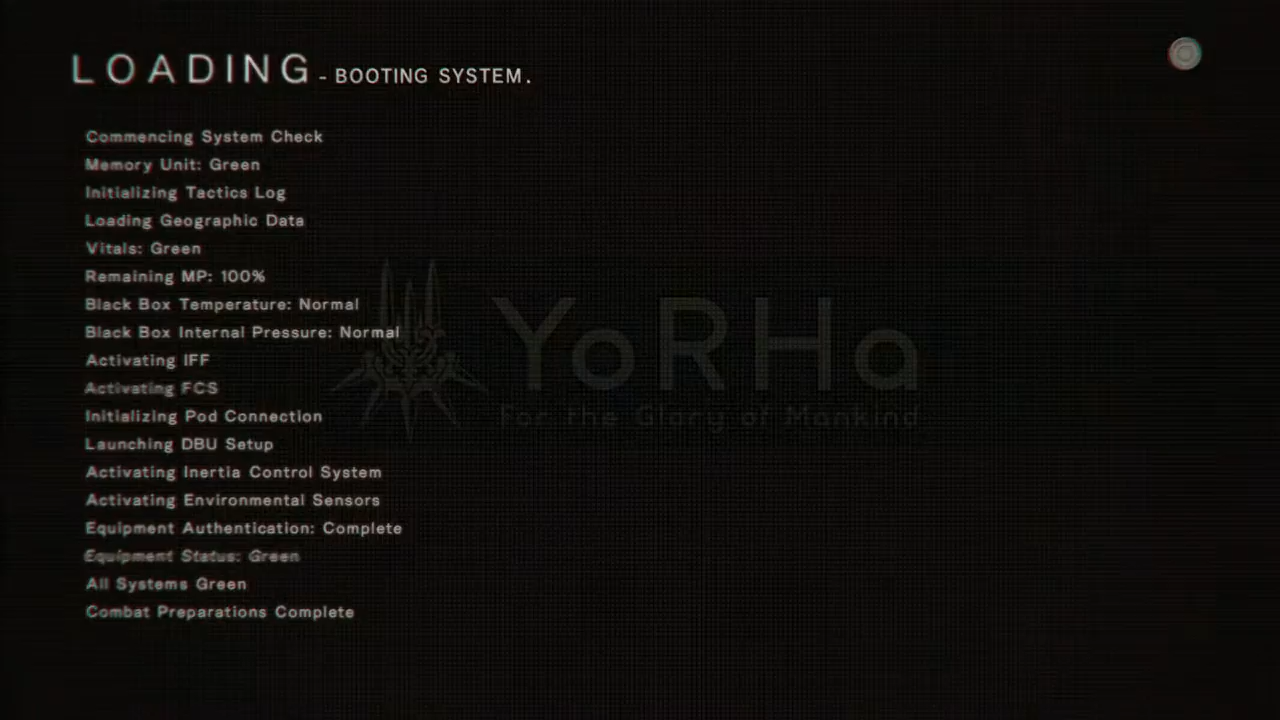 LOADING - BOOTING SYSTEM.
Commencing System Check
Memory Unit: Green
Initializing Tactics Log
Loading Geographic Data
Vitals: Green
Remaining MP: 100%
Black Box Temperature: Normal
Black Box Internal Pressure: Normal
Activating IFF
Activating FCS
Initializing Pod Connection
Launching DBU Setup
Activating Inertia Control System
Activating Environmental Sensors
Equipment Authentication: Complete
Equipment Status: Green
All Systems Green
Combat Preparations Complete
YoRHa
For the Glory of Mankind